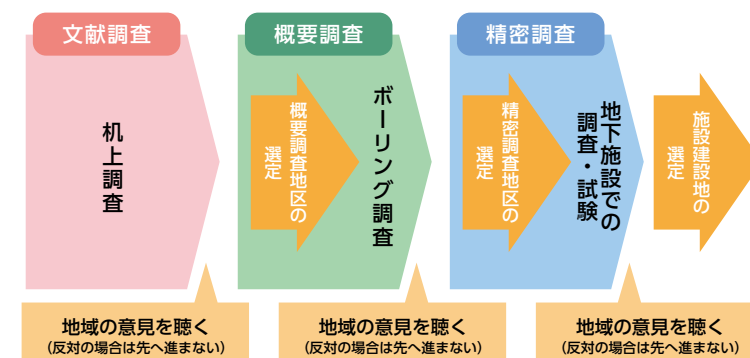 文献調査
概要調査
精密調査
机上調査
概要調査地区の
選定
ボーリング調査
精密調査地区の
選定
地下施設での
調査・試験
施設建設地の
選定
地域の意見を聴く
(反対の場合は先へ進まない)
地域の意見を聴く
(反対の場合は先へ進まない)
地域の意見を聴く
(反対の場合は先へ進まない)